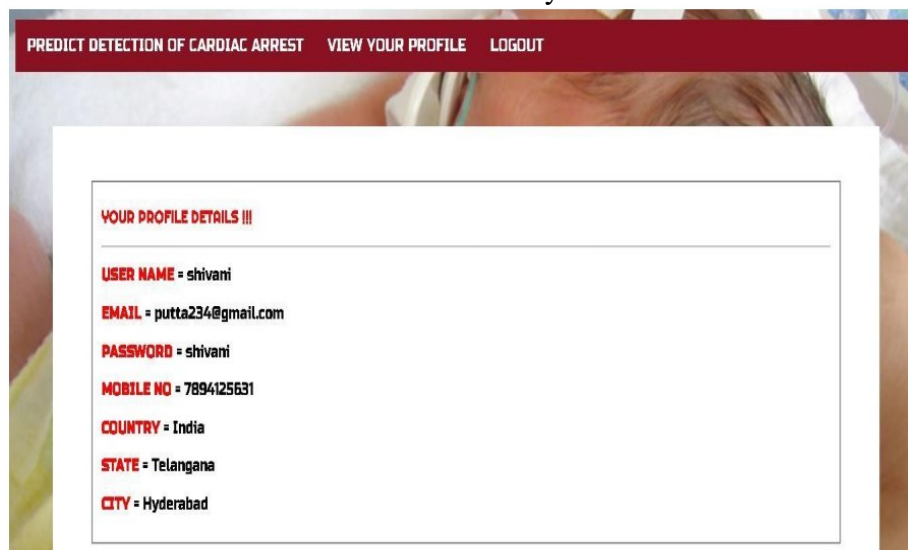 PREDICT DETECTION OF CARDIAC ARREST VIEW YOUR PROFILE LOGOUT
YOUR PROFILE DETAILS !!!
USER NAME = shivani
EMAIL = putta234@gmail.com
PASSWORD = shivani
MOBILE NO = 7894125631
COUNTRY = India
STATE = Telangana
CITY = Hyderabad